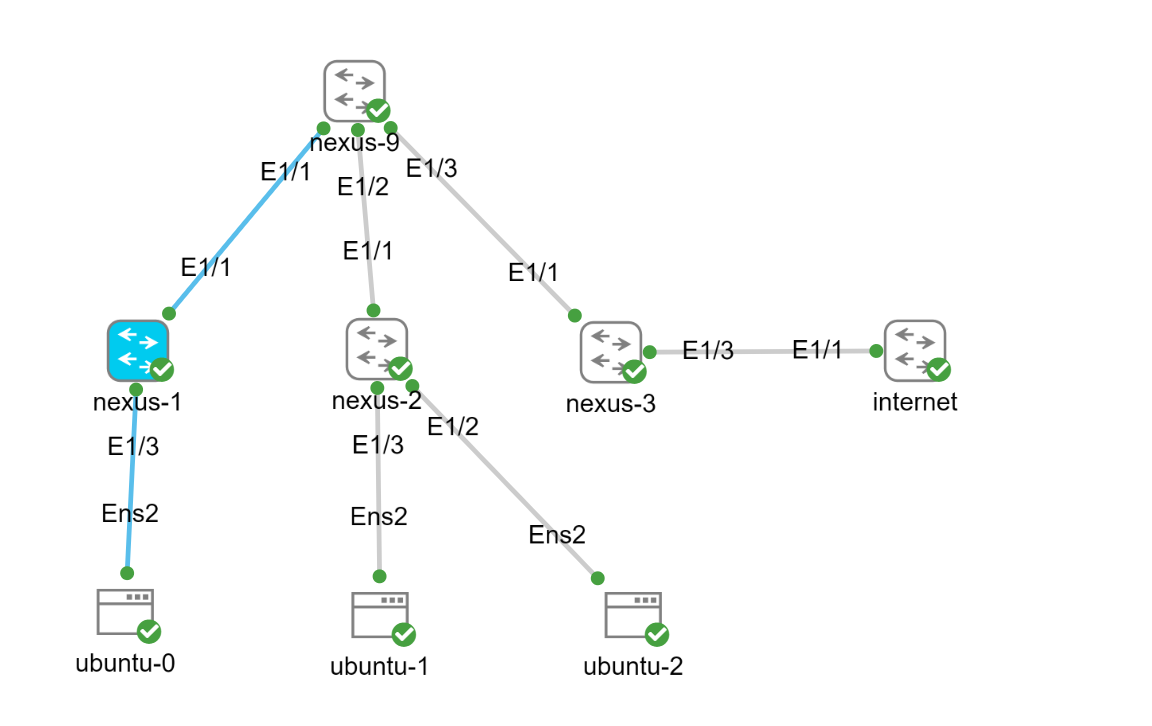 nexus-9
E1/1
E1/2
E1/3
E1/1
E1/1
E1/1
nexus-1
nexus-2
nexus-3
E1/3
E1/1
internet
E1/3
E1/3
E1/2
Ens2
Ens2
Ens2
ubuntu-0
ubuntu-1
ubuntu-2